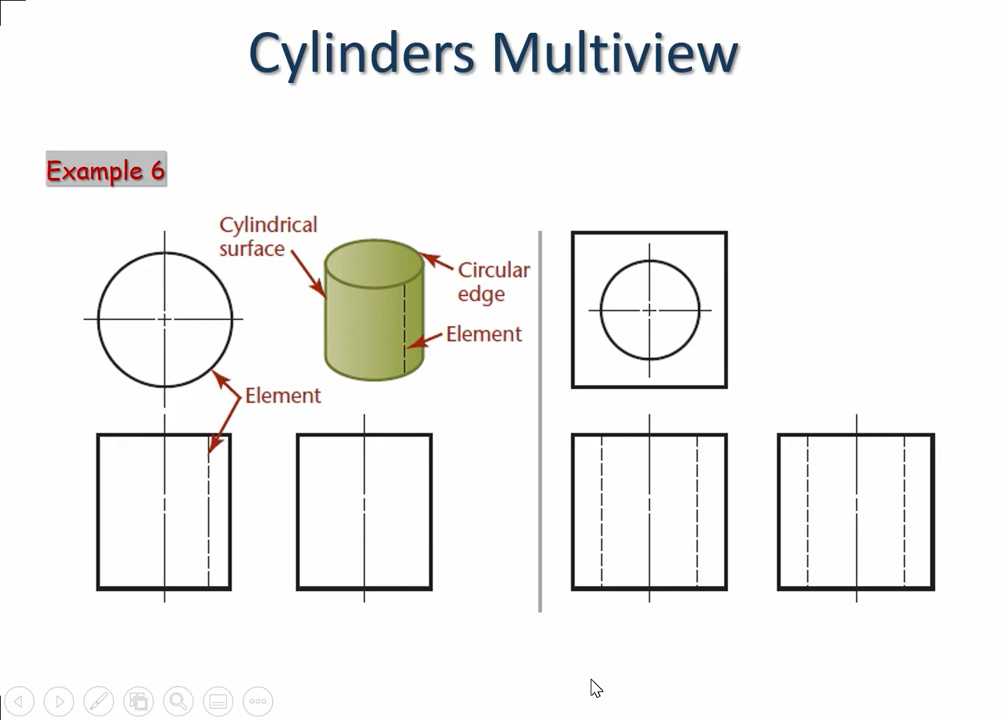 Cylinders Multiview
Example 6
Cylindrical
surface
Circular
edge
Element
Element